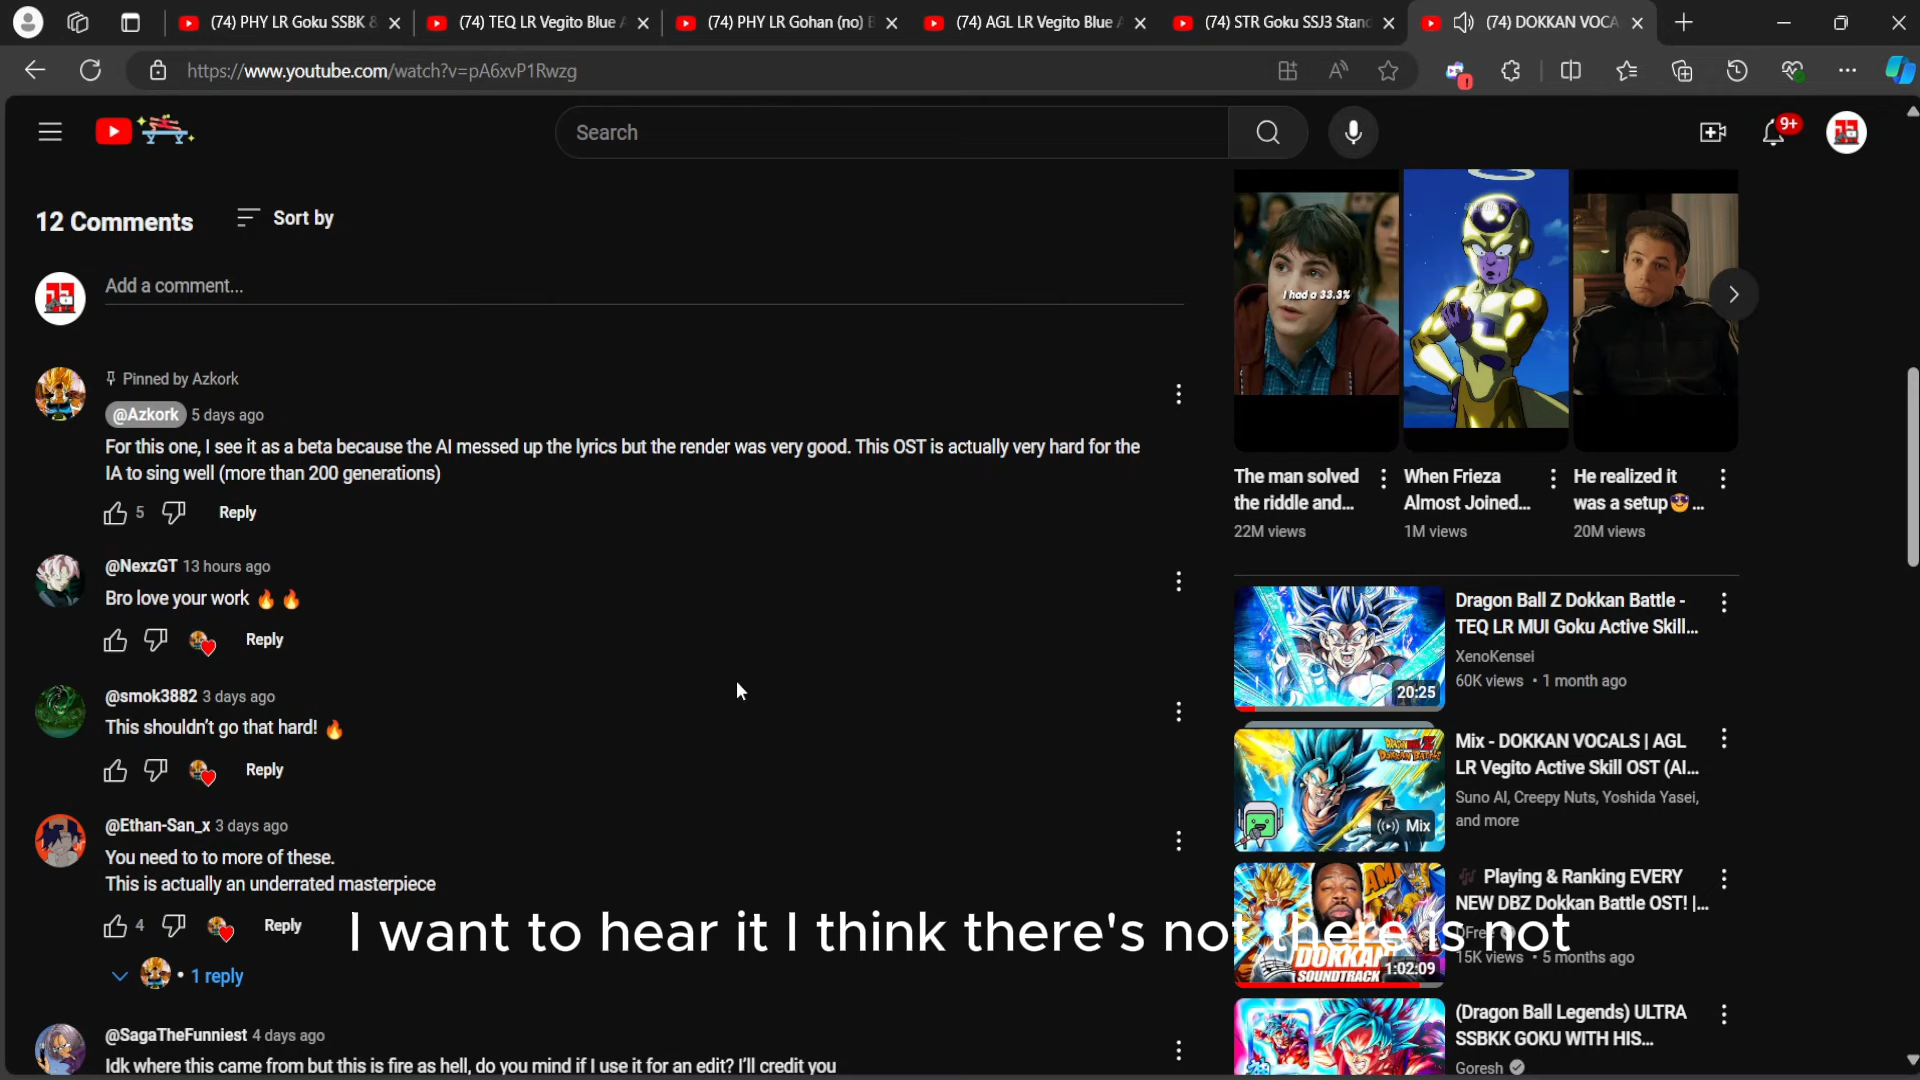 (74) PHY LR Goku SSBK &
(74) TEQ LR Vegito Blue A
(74) PHY LR Gohan (no) B
(74) AGL LR Vegito Blue A
(74) STR Goku SSJ3 Stand
(74) DOKKAN VOCA
https://www.youtube.com/watch?v=pA6xvP1Rwzg
Search
9+
12 Comments
Sort by
Add a comment...
Pinned by Azkork
@Azkork 5 days ago
For this one, I see it as a beta because the AI messed up the lyrics but the render was very good. This OST is actually very hard for the
IA to sing well (more than 200 generations)
5 Reply
@NexzGT 13 hours ago
Bro love your work 🔥🔥
Reply
@smok3882 3 days ago
This shouldn't go that hard! 🔥
Reply
@Ethan-San_x 3 days ago
You need to to more of these.
This is actually an underrated masterpiece
4 Reply
• 1 reply
@SagaTheFunniest 4 days ago
Idk where this came from but this is fire as hell, do you mind if I use it for an edit? I'll credit you
I want to hear it I think there's not there is not
I had a 33.3%
The man solved
the riddle and...
22M views
When Frieza
Almost Joined...
1M views
He realized it
was a setup😎...
20M views
20:25
Dragon Ball Z Dokkan Battle -
TEQ LR MUI Goku Active Skill...
XenoKensei
60K views • 1 month ago
Mix
Mix - DOKKAN VOCALS | AGL
LR Vegito Active Skill OST (AI...
Suno AI, Creepy Nuts, Yoshida Yasei,
and more
DOKKAN
SOUNDTRACK
1:02:09
🎶 Playing & Ranking EVERY
NEW DBZ Dokkan Battle OST! |...
DFree
15K views • 5 months ago
(Dragon Ball Legends) ULTRA
SSBKK GOKU WITH HIS...
Goresh